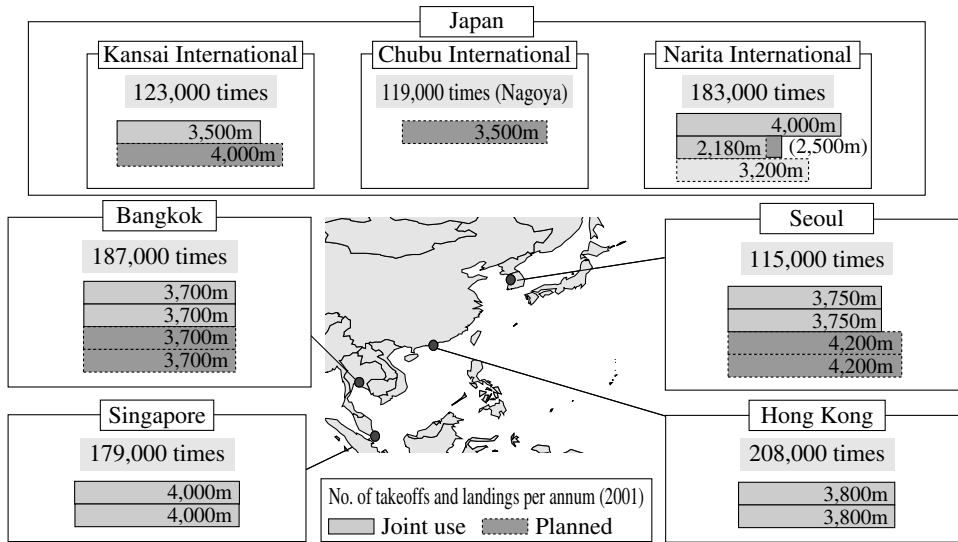 Japan
Kansai International
123,000 times
3,500m
4,000m
Chubu International
119,000 times (Nagoya)
3,500m
Narita International
183,000 times
4,000m
2,180m (2,500m)
3,200m
Bangkok
187,000 times
3,700m
3,700m
3,700m
3,700m
Seoul
115,000 times
3,750m
3,750m
4,200m
4,200m
Singapore
179,000 times
4,000m
4,000m
Hong Kong
208,000 times
3,800m
3,800m
No. of takeoffs and landings per annum (2001)
Joint use Planned